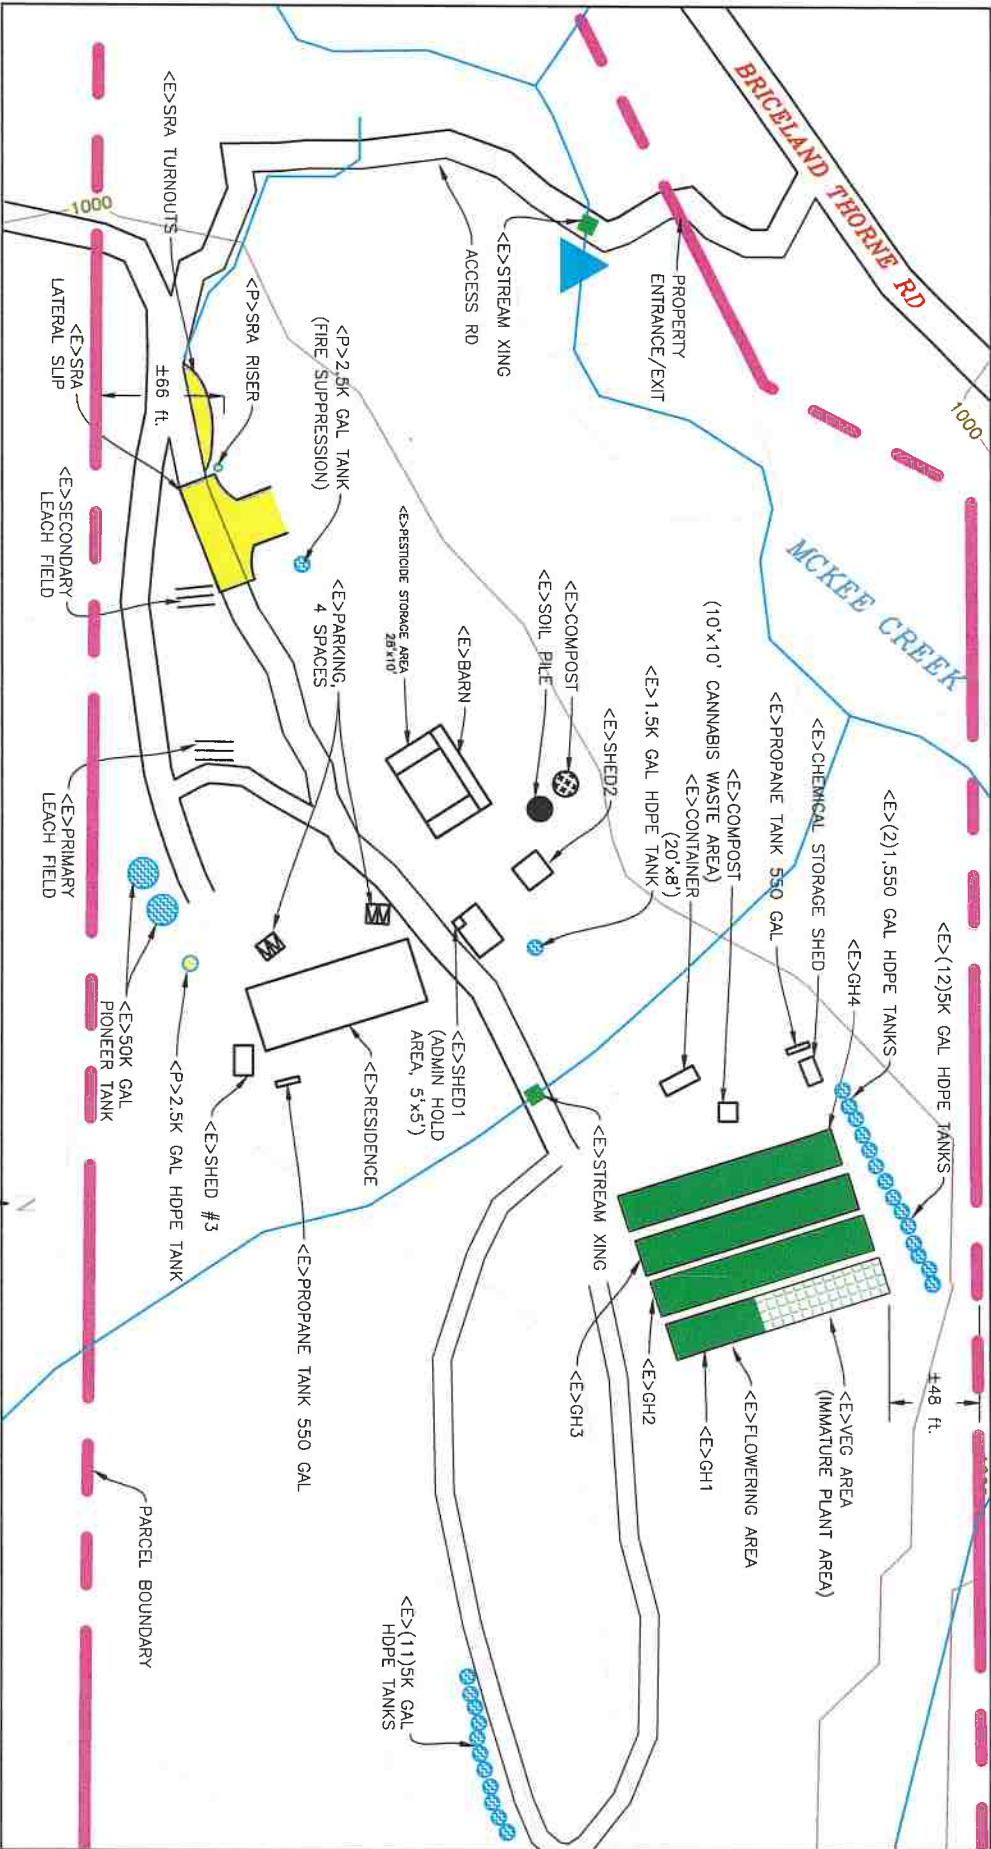 BRICELAND THORNE RD
1000
MCKEE CREEK
PROPERTY
ENTRANCE/EXIT
<E>STREAM XING
ACCESS RD
1000
<E>SRA TURNOUTS
<P>SRA RISER
<P>2.5K GAL TANK
(FIRE SUPPRESSION)
±66 ft.
<E>SRA
LATERAL SLIP
<E>SECONDARY
LEACH FIELD
<E>PRIMARY
LEACH FIELD
<E>PARKING,
4 SPACES
<E>PESTICIDE STORAGE AREA
28'x10'
<E>BARN
<E>SOIL PILE
<E>COMPOST
<E>SHED2
<E>1.5K GAL HDPE TANK
<E>CONTAINER
(20'x8')
<E>COMPOST
(10'x10' CANNABIS WASTE AREA)
<E>PROPANE TANK 550 GAL
<E>CHEMICAL STORAGE SHED
<E>GH4
<E>(2)1,550 GAL HDPE TANKS
<E>(12)5K GAL HDPE TANKS
±48 ft.
<E>VEG AREA
(IMMATURE PLANT AREA)
<E>FLOWERING AREA
<E>GH1
<E>GH2
<E>GH3
<E>STREAM XING
<E>SHED1
(ADMIN HOLD
AREA, 5'x5')
<E>RESIDENCE
<E>PROPANE TANK 550 GAL
<E>SHED #3
<P>2.5K GAL HDPE TANK
<E>50K GAL
PIONEER TANK
N
<E>(11)5K GAL
HDPE TANKS
PARCEL BOUNDARY